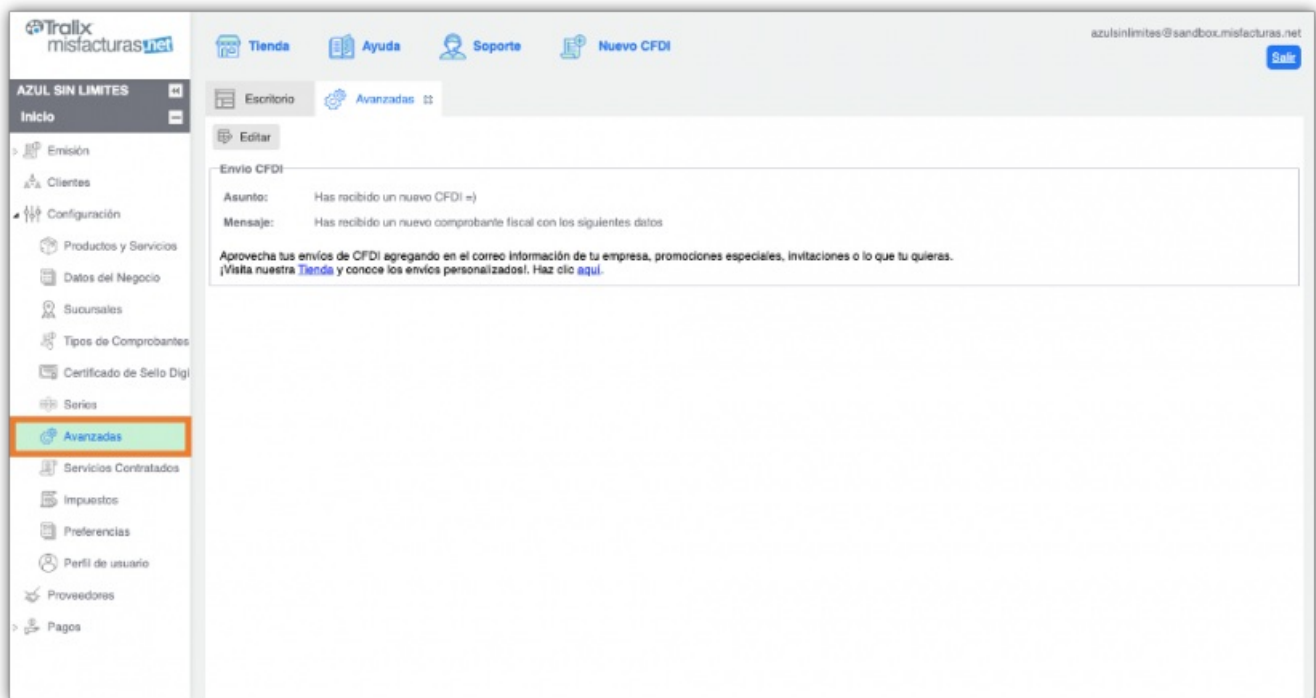 Tralix
misfacturas.net
Tienda
Ayuda
Soporte
Nuevo CFDI
azulsinlimites@sandbox.misfacturas.net
Salir
AZUL SIN LIMITES
Inicio
Emisión
Clientes
Configuración
Productos y Servicios
Datos del Negocio
Sucursales
Tipos de Comprobantes
Certificado de Sello Digi
Series
Avanzadas
Servicios Contratados
Impuestos
Preferencias
Perfil de usuario
Proveedores
Pagos
Escritorio
Avanzadas
Editar
Envío CFDI
Asunto: Has recibido un nuevo CFDI =)
Mensaje: Has recibido un nuevo comprobante fiscal con los siguientes datos
Aprovecha tus envíos de CFDI agregando en el correo información de tu empresa, promociones especiales, invitaciones o lo que tu quieras.
¡Visita nuestra Tienda y conoce los envíos personalizados!. Haz clic aquí.